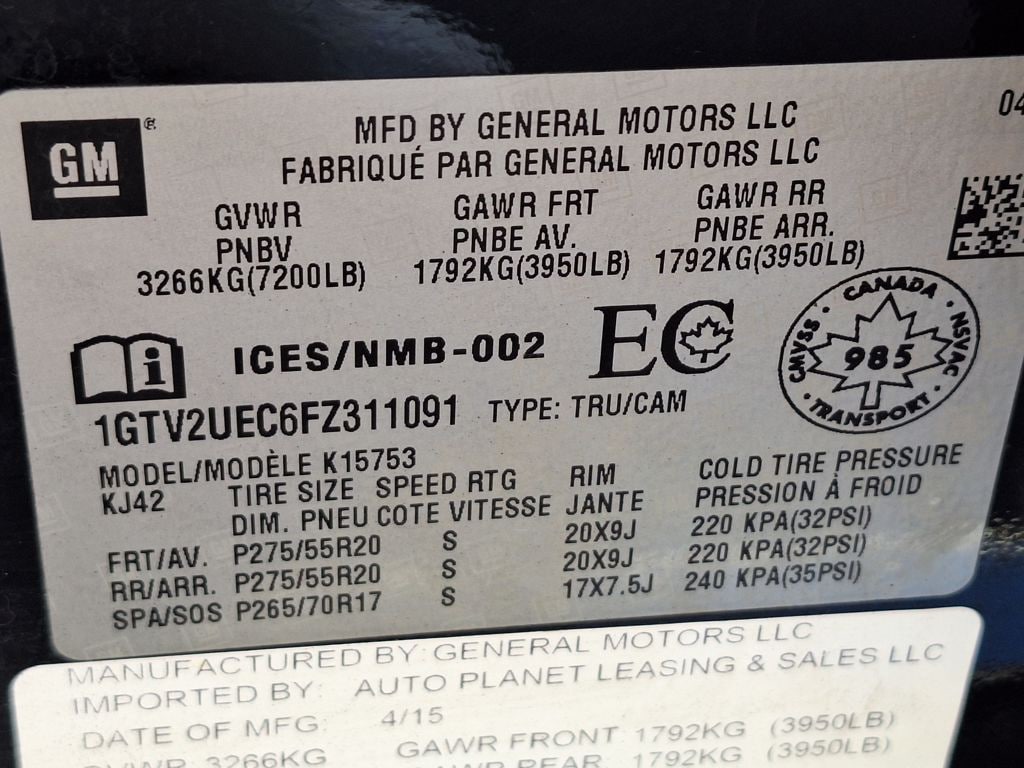 GM ®
MFD BY GENERAL MOTORS LLC
FABRIQUÉ PAR GENERAL MOTORS LLC
04
GVWR GAWR FRT GAWR RR
PNBV PNBE AV. PNBE ARR.
3266KG(7200LB) 1792KG(3950LB) 1792KG(3950LB)
i ICES/NMB-002 EC
CANADA
CMVSS 985 NSVAC
TRANSPORT
1GTV2UEC6FZ311091 TYPE: TRU/CAM
MODEL/MODÈLE K15753
KJ42 TIRE SIZE SPEED RTG RIM COLD TIRE PRESSURE
DIM. PNEU COTE VITESSE JANTE PRESSION À FROID
FRT/AV. P275/55R20 S 20X9J 220 KPA(32PSI)
RR/ARR. P275/55R20 S 20X9J 220 KPA(32PSI)
SPA/SOS P265/70R17 S 17X7.5J 240 KPA(35PSI)
MANUFACTURED BY: GENERAL MOTORS LLC
IMPORTED BY: AUTO PLANET LEASING & SALES LLC
DATE OF MFG: 4/15
GVWR 3266KG GAWR FRONT 1792KG (3950LB)
GAWR REAR 1792KG (3950LB)